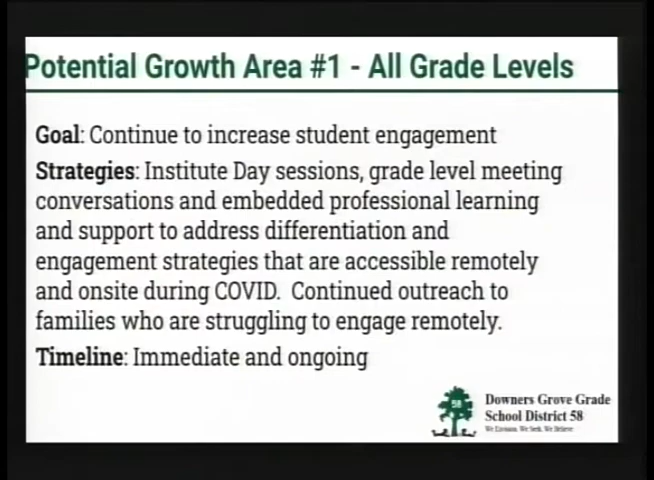 Potential Growth Area #1 - All Grade Levels
Goal: Continue to increase student engagement
Strategies: Institute Day sessions, grade level meeting
conversations and embedded professional learning
and support to address differentiation and
engagement strategies that are accessible remotely
and onsite during COVID.  Continued outreach to
families who are struggling to engage remotely.
Timeline: Immediate and ongoing
58
Downers Grove Grade
School District 58
We Envision. We Seek. We Believe